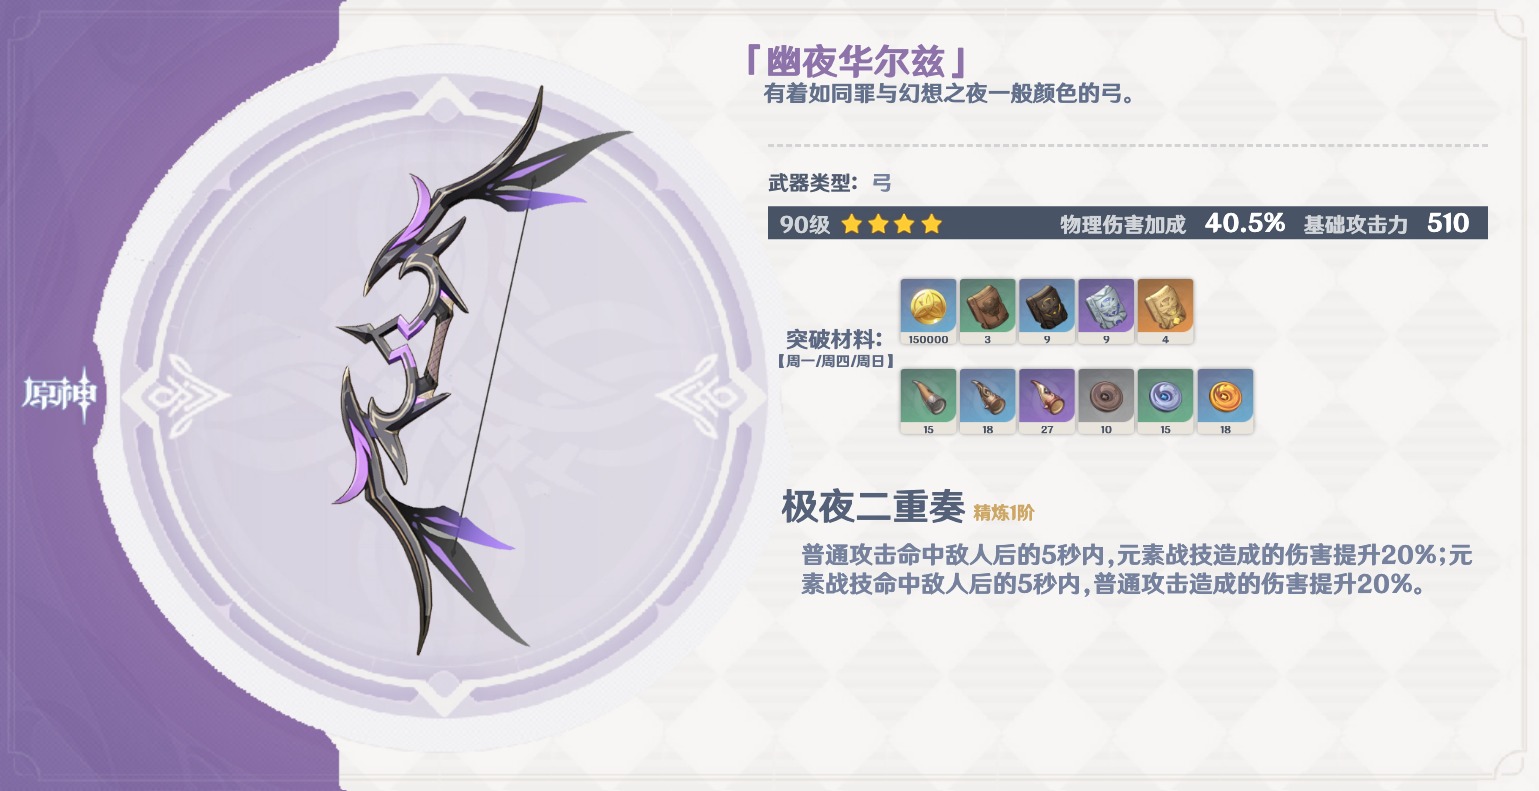 「幽夜华尔兹」
有着如同罪与幻想之夜一般颜色的弓。
武器类型：弓
90级 物理伤害加成 40.5% 基础攻击力 510
突破材料：
【周一/周四/周日】
150000 3 9 9 4
15 18 27 10 15 18
原神
极夜二重奏 精炼1阶
普通攻击命中敌人后的5秒内,元素战技造成的伤害提升20%;元
素战技命中敌人后的5秒内,普通攻击造成的伤害提升20%。